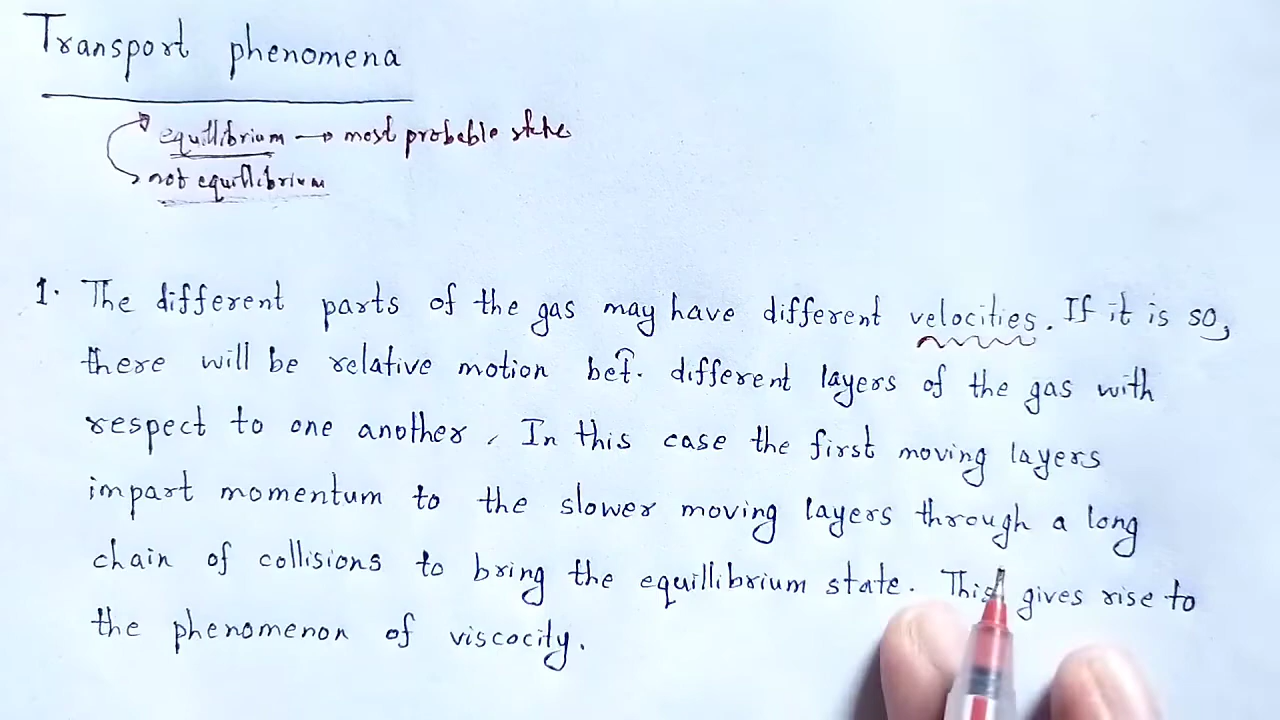 Transport phenomena
equillibrium → most probable state
not equillibrium
1. The different parts of the gas may have different velocities. If it is so,
there will be relative motion bet. different layers of the gas with
respect to one another. In this case the first moving layers
impart momentum to the slower moving layers through a long
chain of collisions to bring the equillibrium state. This gives rise to
the phenomenon of viscocity.